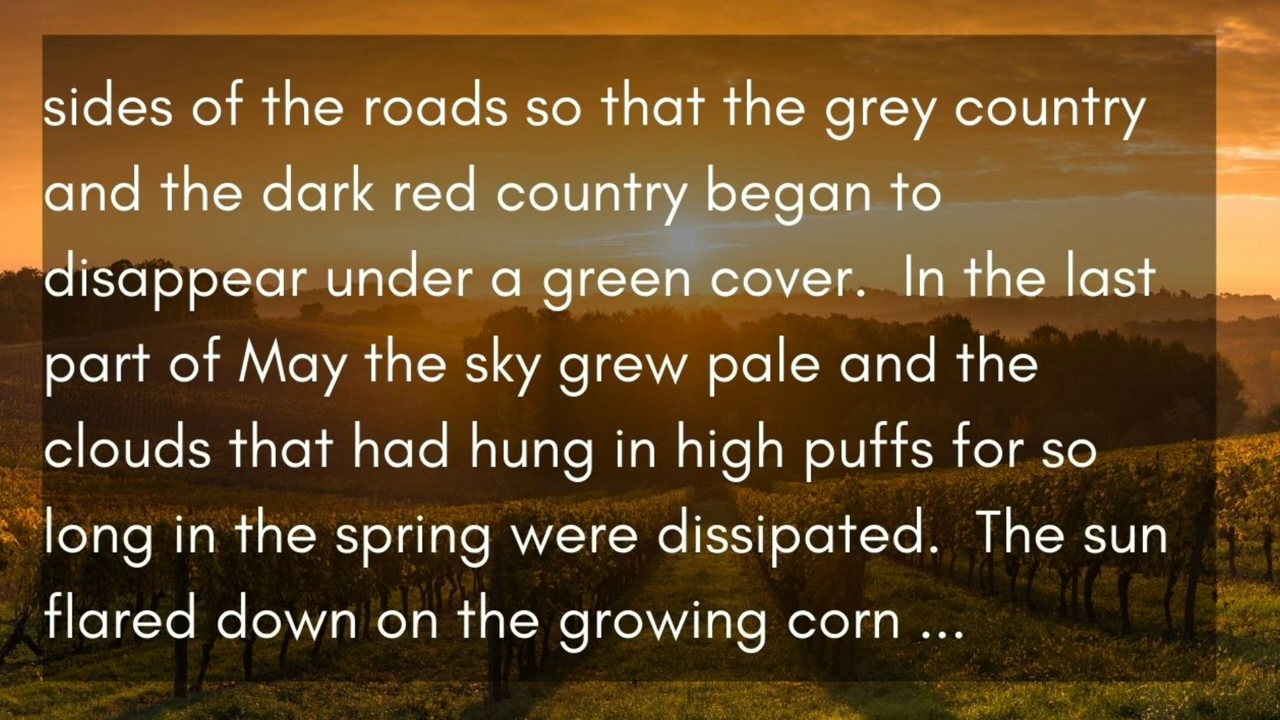 sides of the roads so that the grey country
and the dark red country began to
disappear under a green cover.  In the last
part of May the sky grew pale and the
clouds that had hung in high puffs for so
long in the spring were dissipated.  The sun
flared down on the growing corn ...